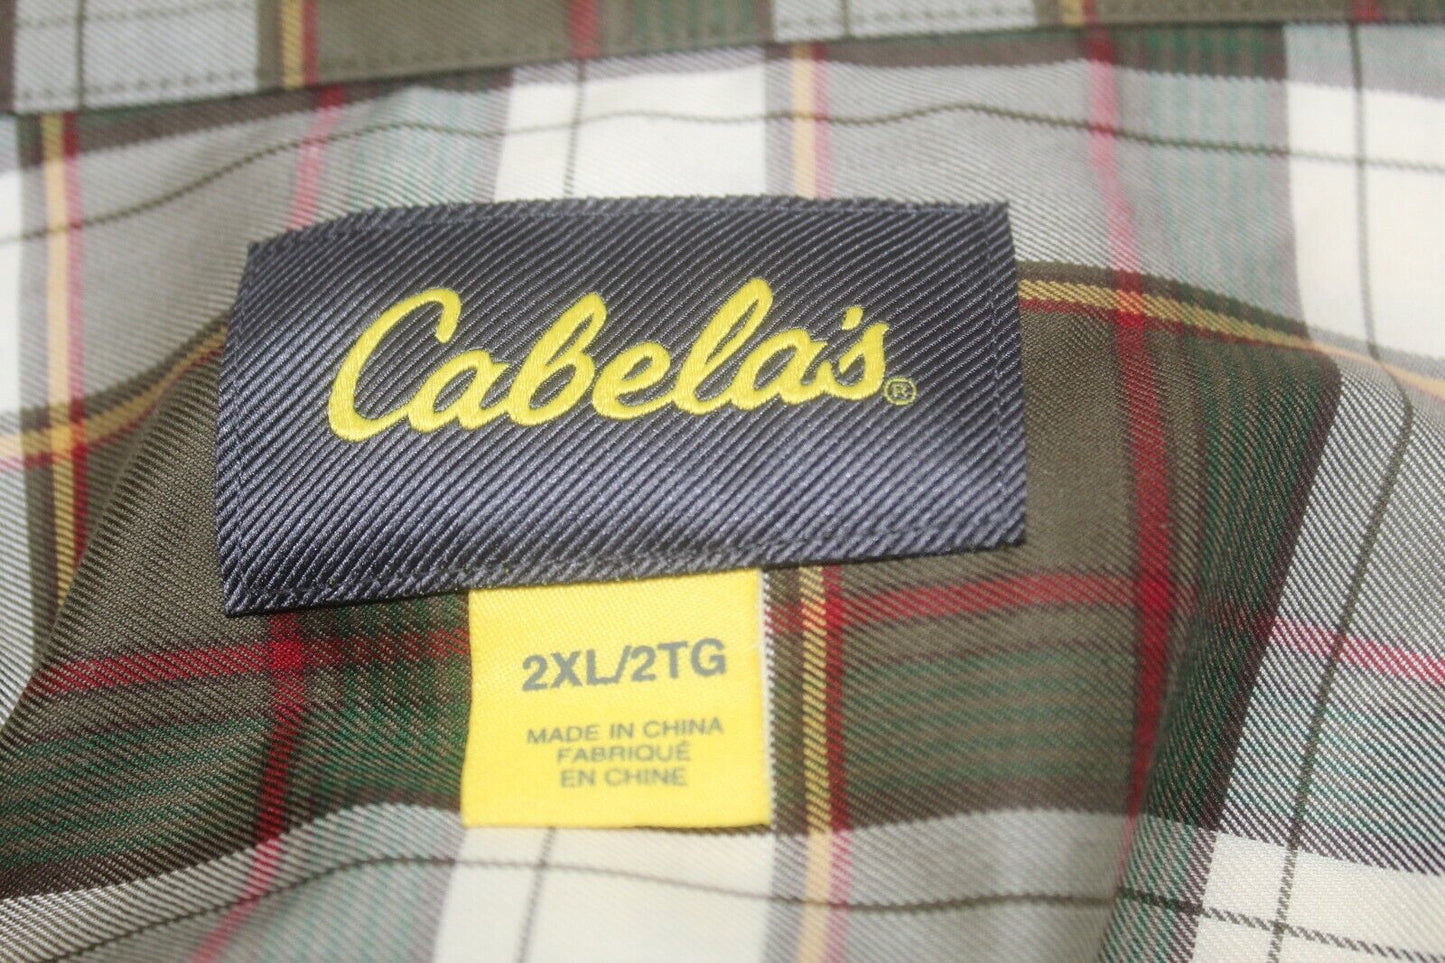 Cabela's®
2XL/2TG
MADE IN CHINA
FABRIQUÉ
EN CHINE